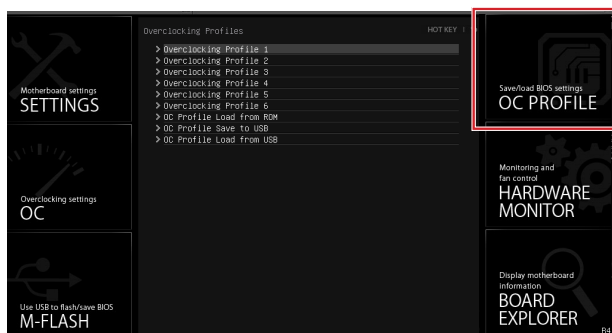 Motherboard settings
SETTINGS
Overclocking settings
OC
Use USB to flash/save BIOS
M-FLASH
Overclocking Profiles
HOT KEY
> Overclocking Profile 1
> Overclocking Profile 2
> Overclocking Profile 3
> Overclocking Profile 4
> Overclocking Profile 5
> Overclocking Profile 6
> OC Profile Load from ROM
> OC Profile Save to USB
> OC Profile Load from USB
Save/load BIOS settings
OC PROFILE
Monitoring and
fan control
HARDWARE
MONITOR
Display motherboard
information
BOARD
EXPLORER